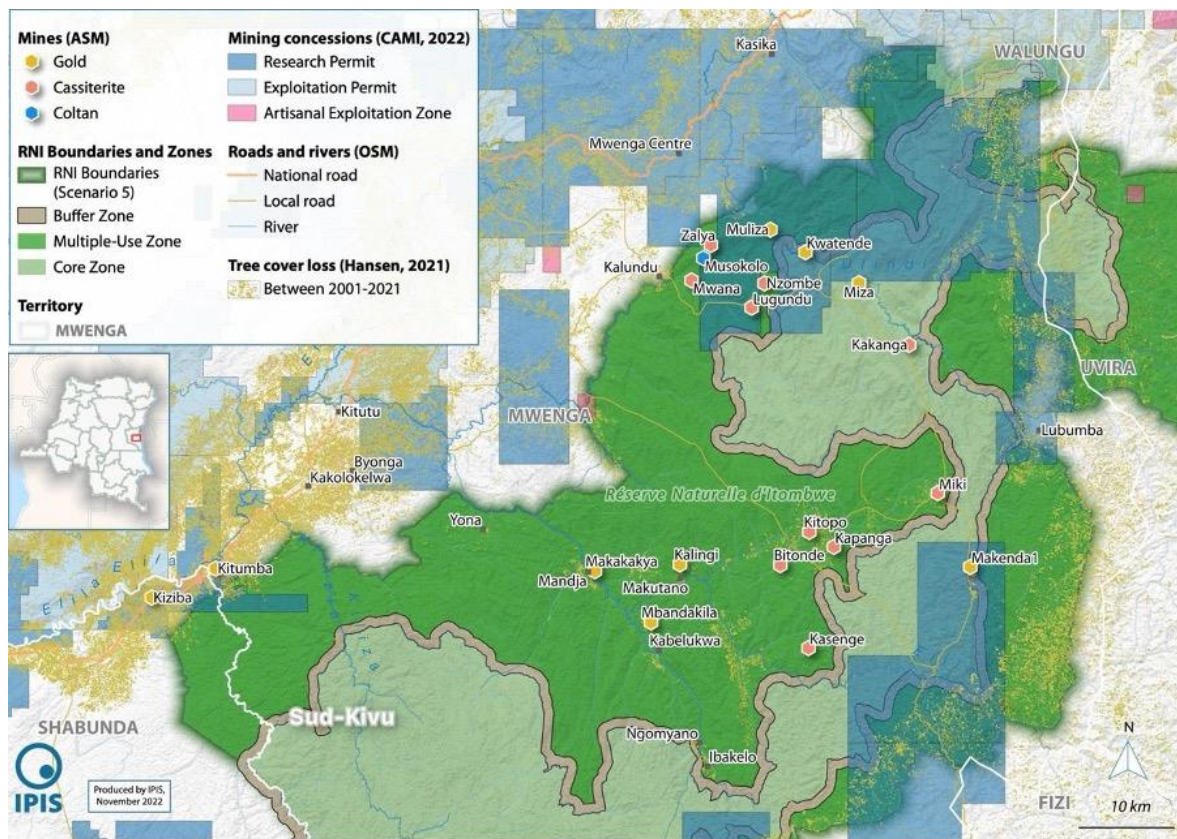 Mines (ASM)
Gold
Cassiterite
Coltan
Mining concessions (CAMI, 2022)
Research Permit
Exploitation Permit
Artisanal Exploitation Zone
RNI Boundaries and Zones
RNI Boundaries
(Scenario 5)
Buffer Zone
Multiple-Use Zone
Core Zone
Roads and rivers (OSM)
National road
Local road
River
Tree cover loss (Hansen, 2021)
Between 2001-2021
Territory
MWENGA
Kasika
WALUNGU
Mwenga Centre
Zalya
Muliza
Kwatende
Kalundu
Musokolo
Mwana
Nzombe
Lugundu
Miza
Kakanga
UVIRA
MWENGA
Kitutu
Lubumba
Byonga
Kakolokelwa
Réserve Naturelle d'Itombwe
Miki
Yona
Kitopo
Kapanga
Makakakya
Kalingi
Bitonde
Makenda1
Mandja
Makutano
Elila
Kitumba
Kiziba
Mbandakila
Kabelukwa
Kasenge
SHABUNDA
Sud-Kivu
Ngomyano
Ibakelo
IPIS
Produced by IPIS,
November 2022
N
10 km
FIZI